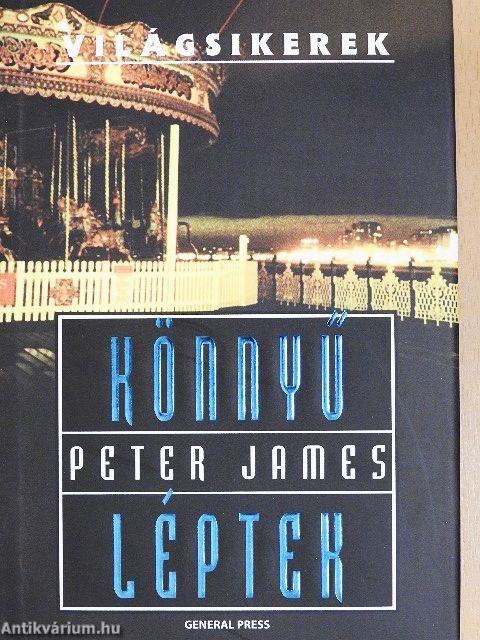 VILÁGSIKEREK
KÖNNYŰ
PETER JAMES
LÉPTEK
GENERAL PRESS
Antikvárium.hu